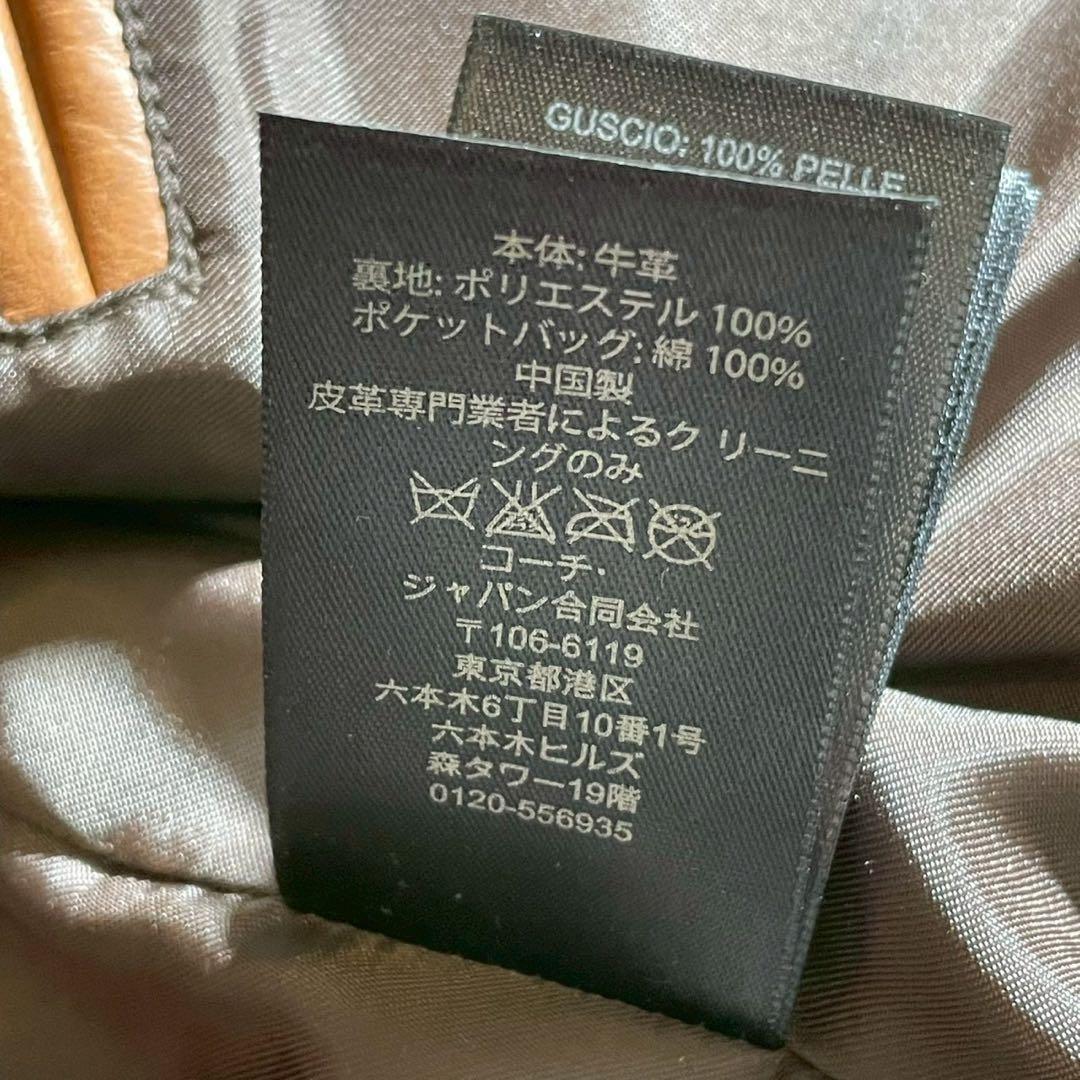 GUSCIO: 100% PELLE
本体: 牛革
裏地: ポリエステル 100%
ポケットバッグ: 綿 100%
中国製
皮革専門業者によるク リーニ
ングのみ
コーチ・
ジャパン合同会社
〒106-6119
東京都港区
六本木6丁目10番1号
六本木ヒルズ
森タワー19階
0120-556935